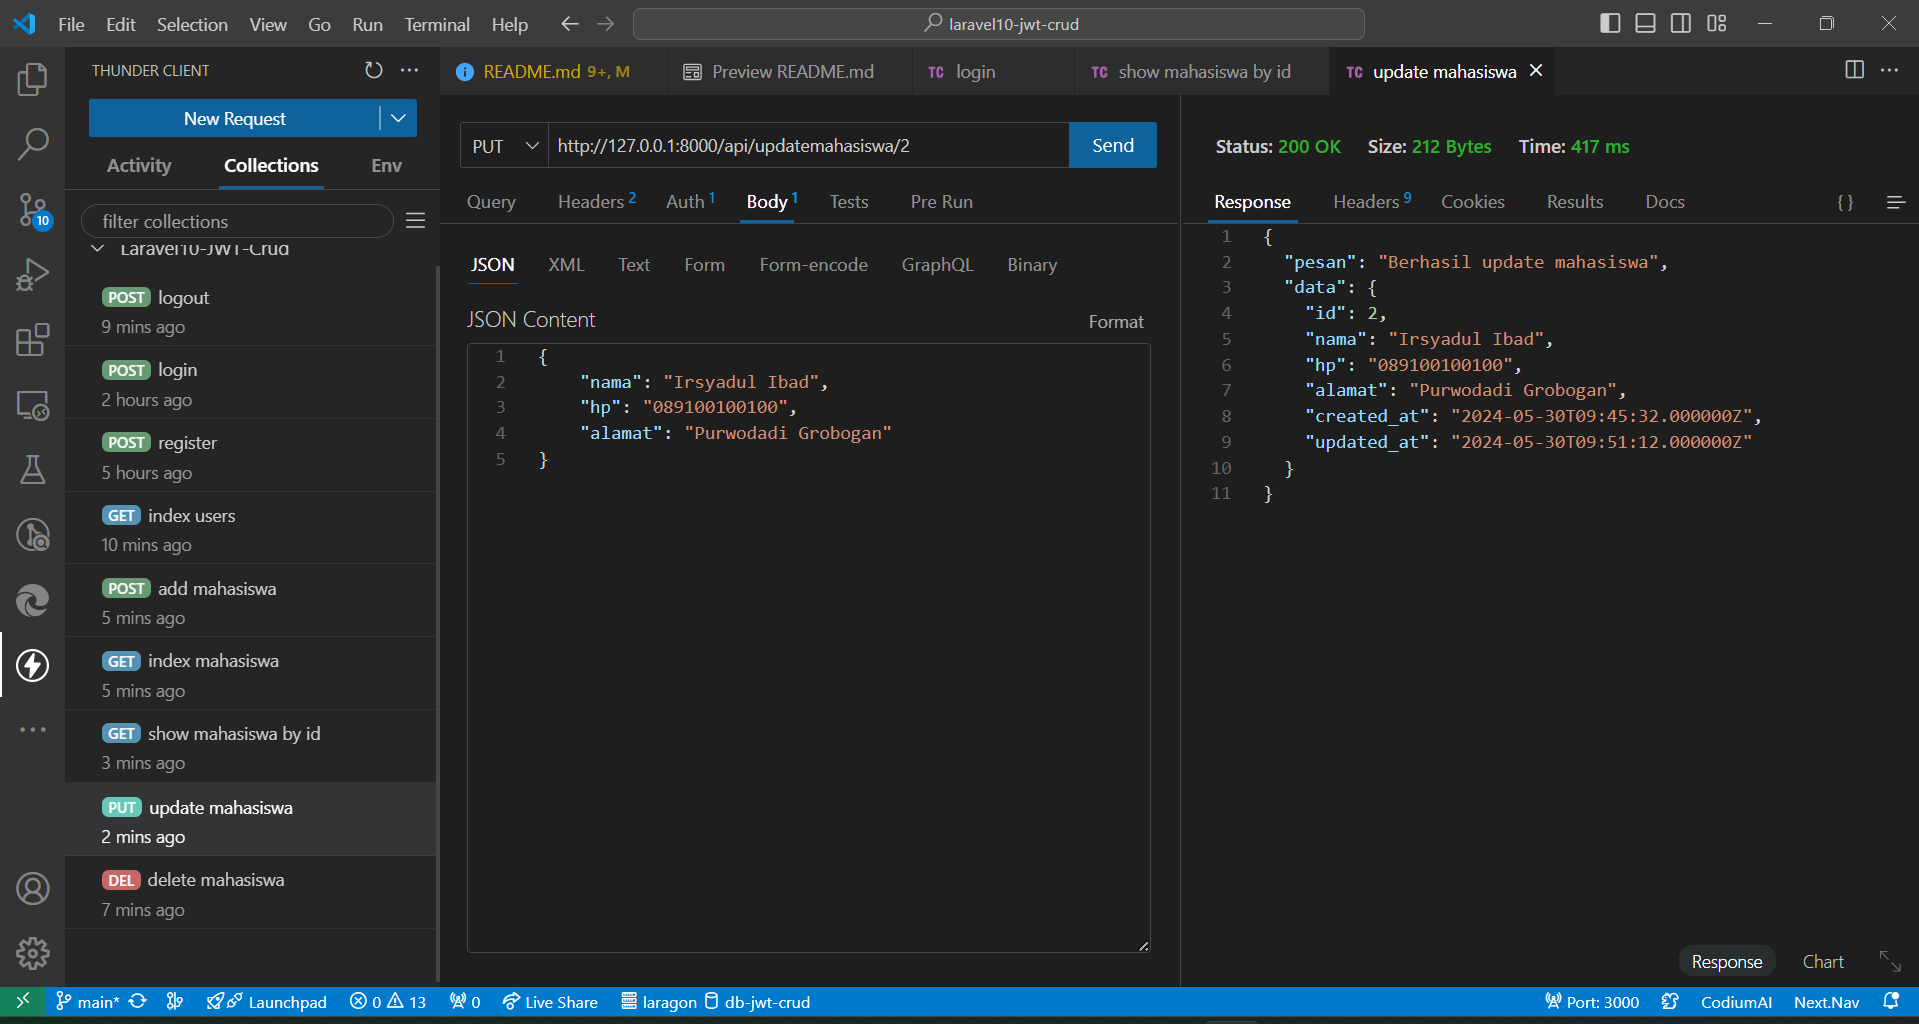 File Edit Selection View Go Run Terminal Help
laravel10-jwt-crud
THUNDER CLIENT
New Request
Activity Collections Env
filter collections
Laravel10-JWT-Crud
POST logout
9 mins ago
POST login
2 hours ago
POST register
5 hours ago
GET index users
10 mins ago
POST add mahasiswa
5 mins ago
GET index mahasiswa
5 mins ago
GET show mahasiswa by id
3 mins ago
PUT update mahasiswa
2 mins ago
DEL delete mahasiswa
7 mins ago
10
README.md 9+, M
Preview README.md
TC login
TC show mahasiswa by id
TC update mahasiswa
PUT http://127.0.0.1:8000/api/updatemahasiswa/2 Send
Query Headers 2 Auth 1 Body 1 Tests Pre Run
JSON XML Text Form Form-encode GraphQL Binary
JSON Content Format
1 {
2 "nama": "Irsyadul Ibad",
3 "hp": "089100100100",
4 "alamat": "Purwodadi Grobogan"
5 }
Status: 200 OK Size: 212 Bytes Time: 417 ms
Response Headers 9 Cookies Results Docs {}
1 {
2 "pesan": "Berhasil update mahasiswa",
3 "data": {
4 "id": 2,
5 "nama": "Irsyadul Ibad",
6 "hp": "089100100100",
7 "alamat": "Purwodadi Grobogan",
8 "created_at": "2024-05-30T09:45:32.000000Z",
9 "updated_at": "2024-05-30T09:51:12.000000Z"
10 }
11 }
Response Chart
main* Launchpad 0 13 0 Live Share laragon db-jwt-crud Port: 3000 CodiumAI Next.Nav